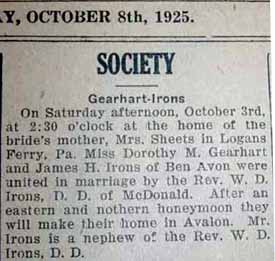 Y, OCTOBER 8th, 1925.
SOCIETY
Gearhart-Irons
On Saturday afternoon, October 3rd,
at 2:30 o'clock at the home of the
bride's mother, Mrs. Sheets in Logans
Ferry, Pa. Miss Dorothy M. Gearhart
and James H. Irons of Ben Avon were
united in marriage by the Rev. W. D.
Irons, D. D. of McDonald. After an
eastern and nothern honeymoon they
will make their home in Avalon. Mr.
Irons is a nephew of the Rev. W. D.
Irons, D. D.